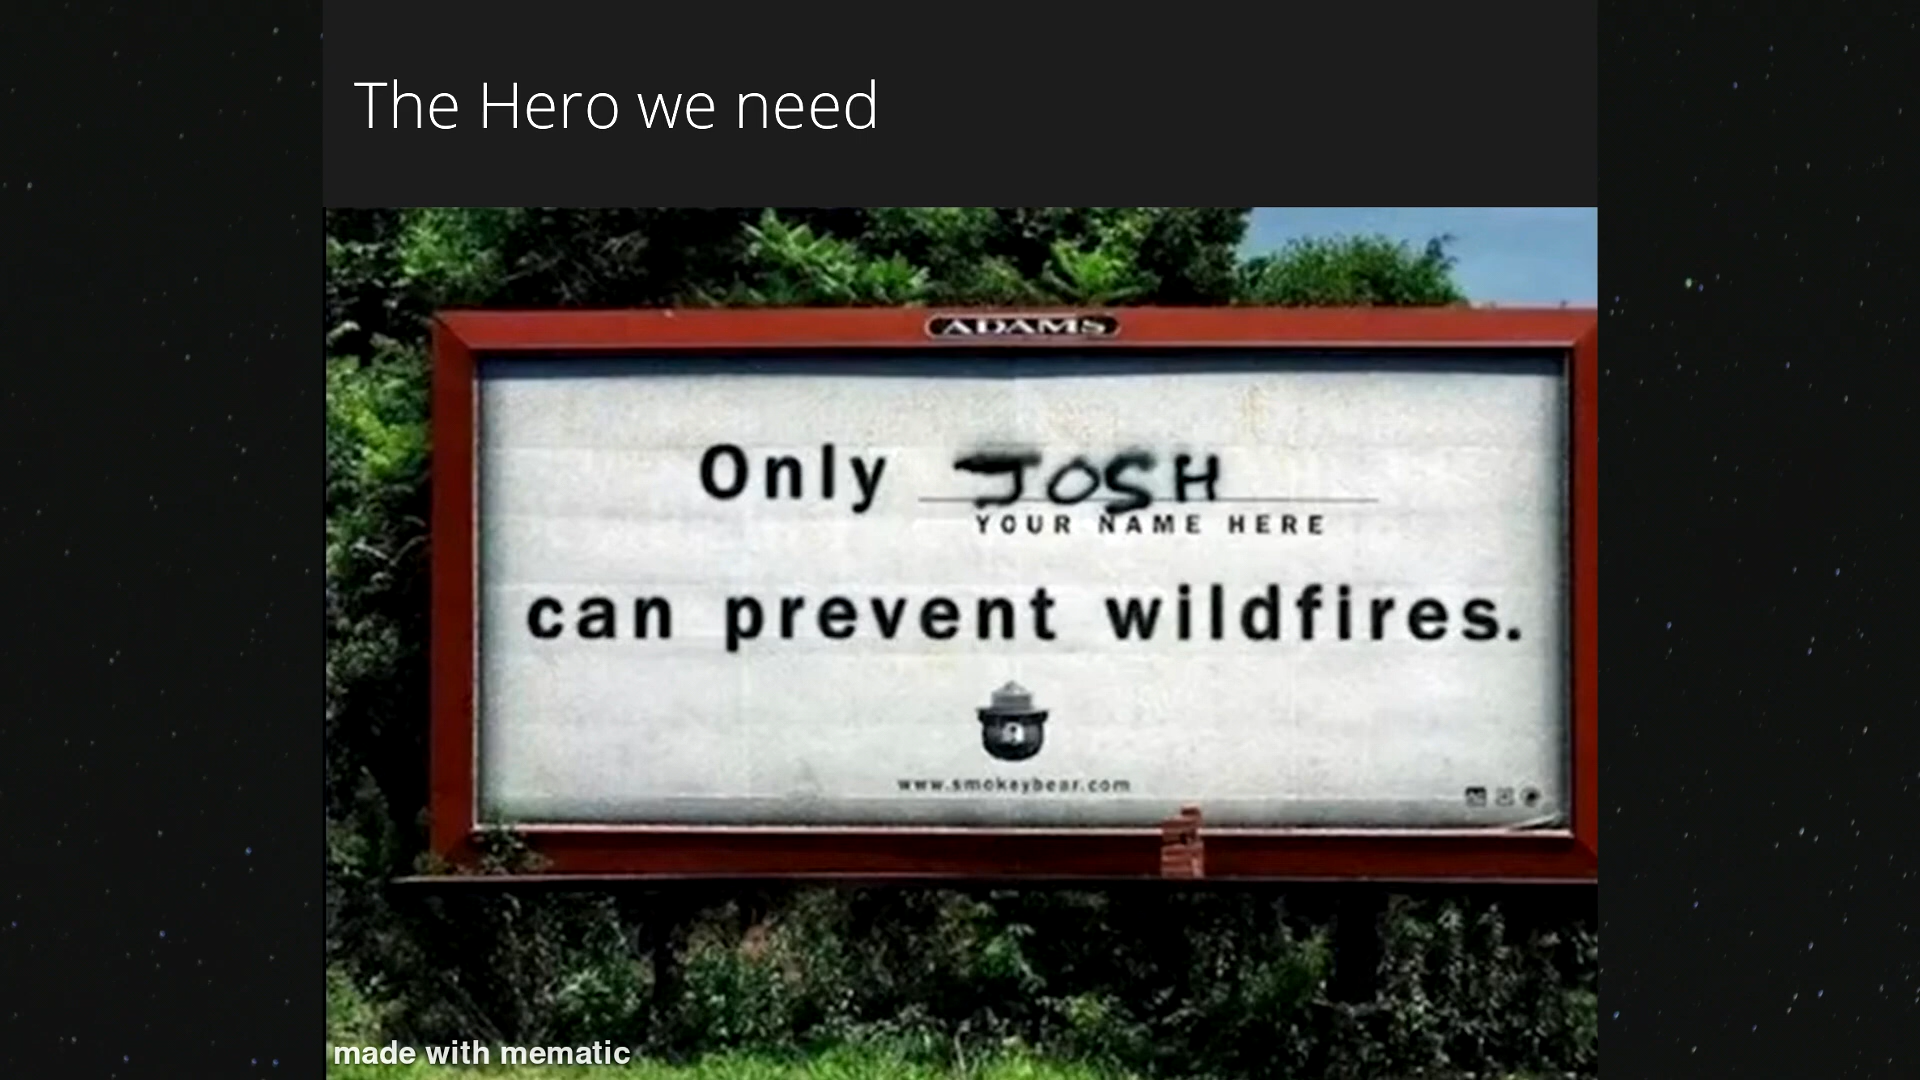 The Hero we need
ADAMS
Only JOSH
YOUR NAME HERE
can prevent wildfires.
www.smokeybear.com
made with mematic